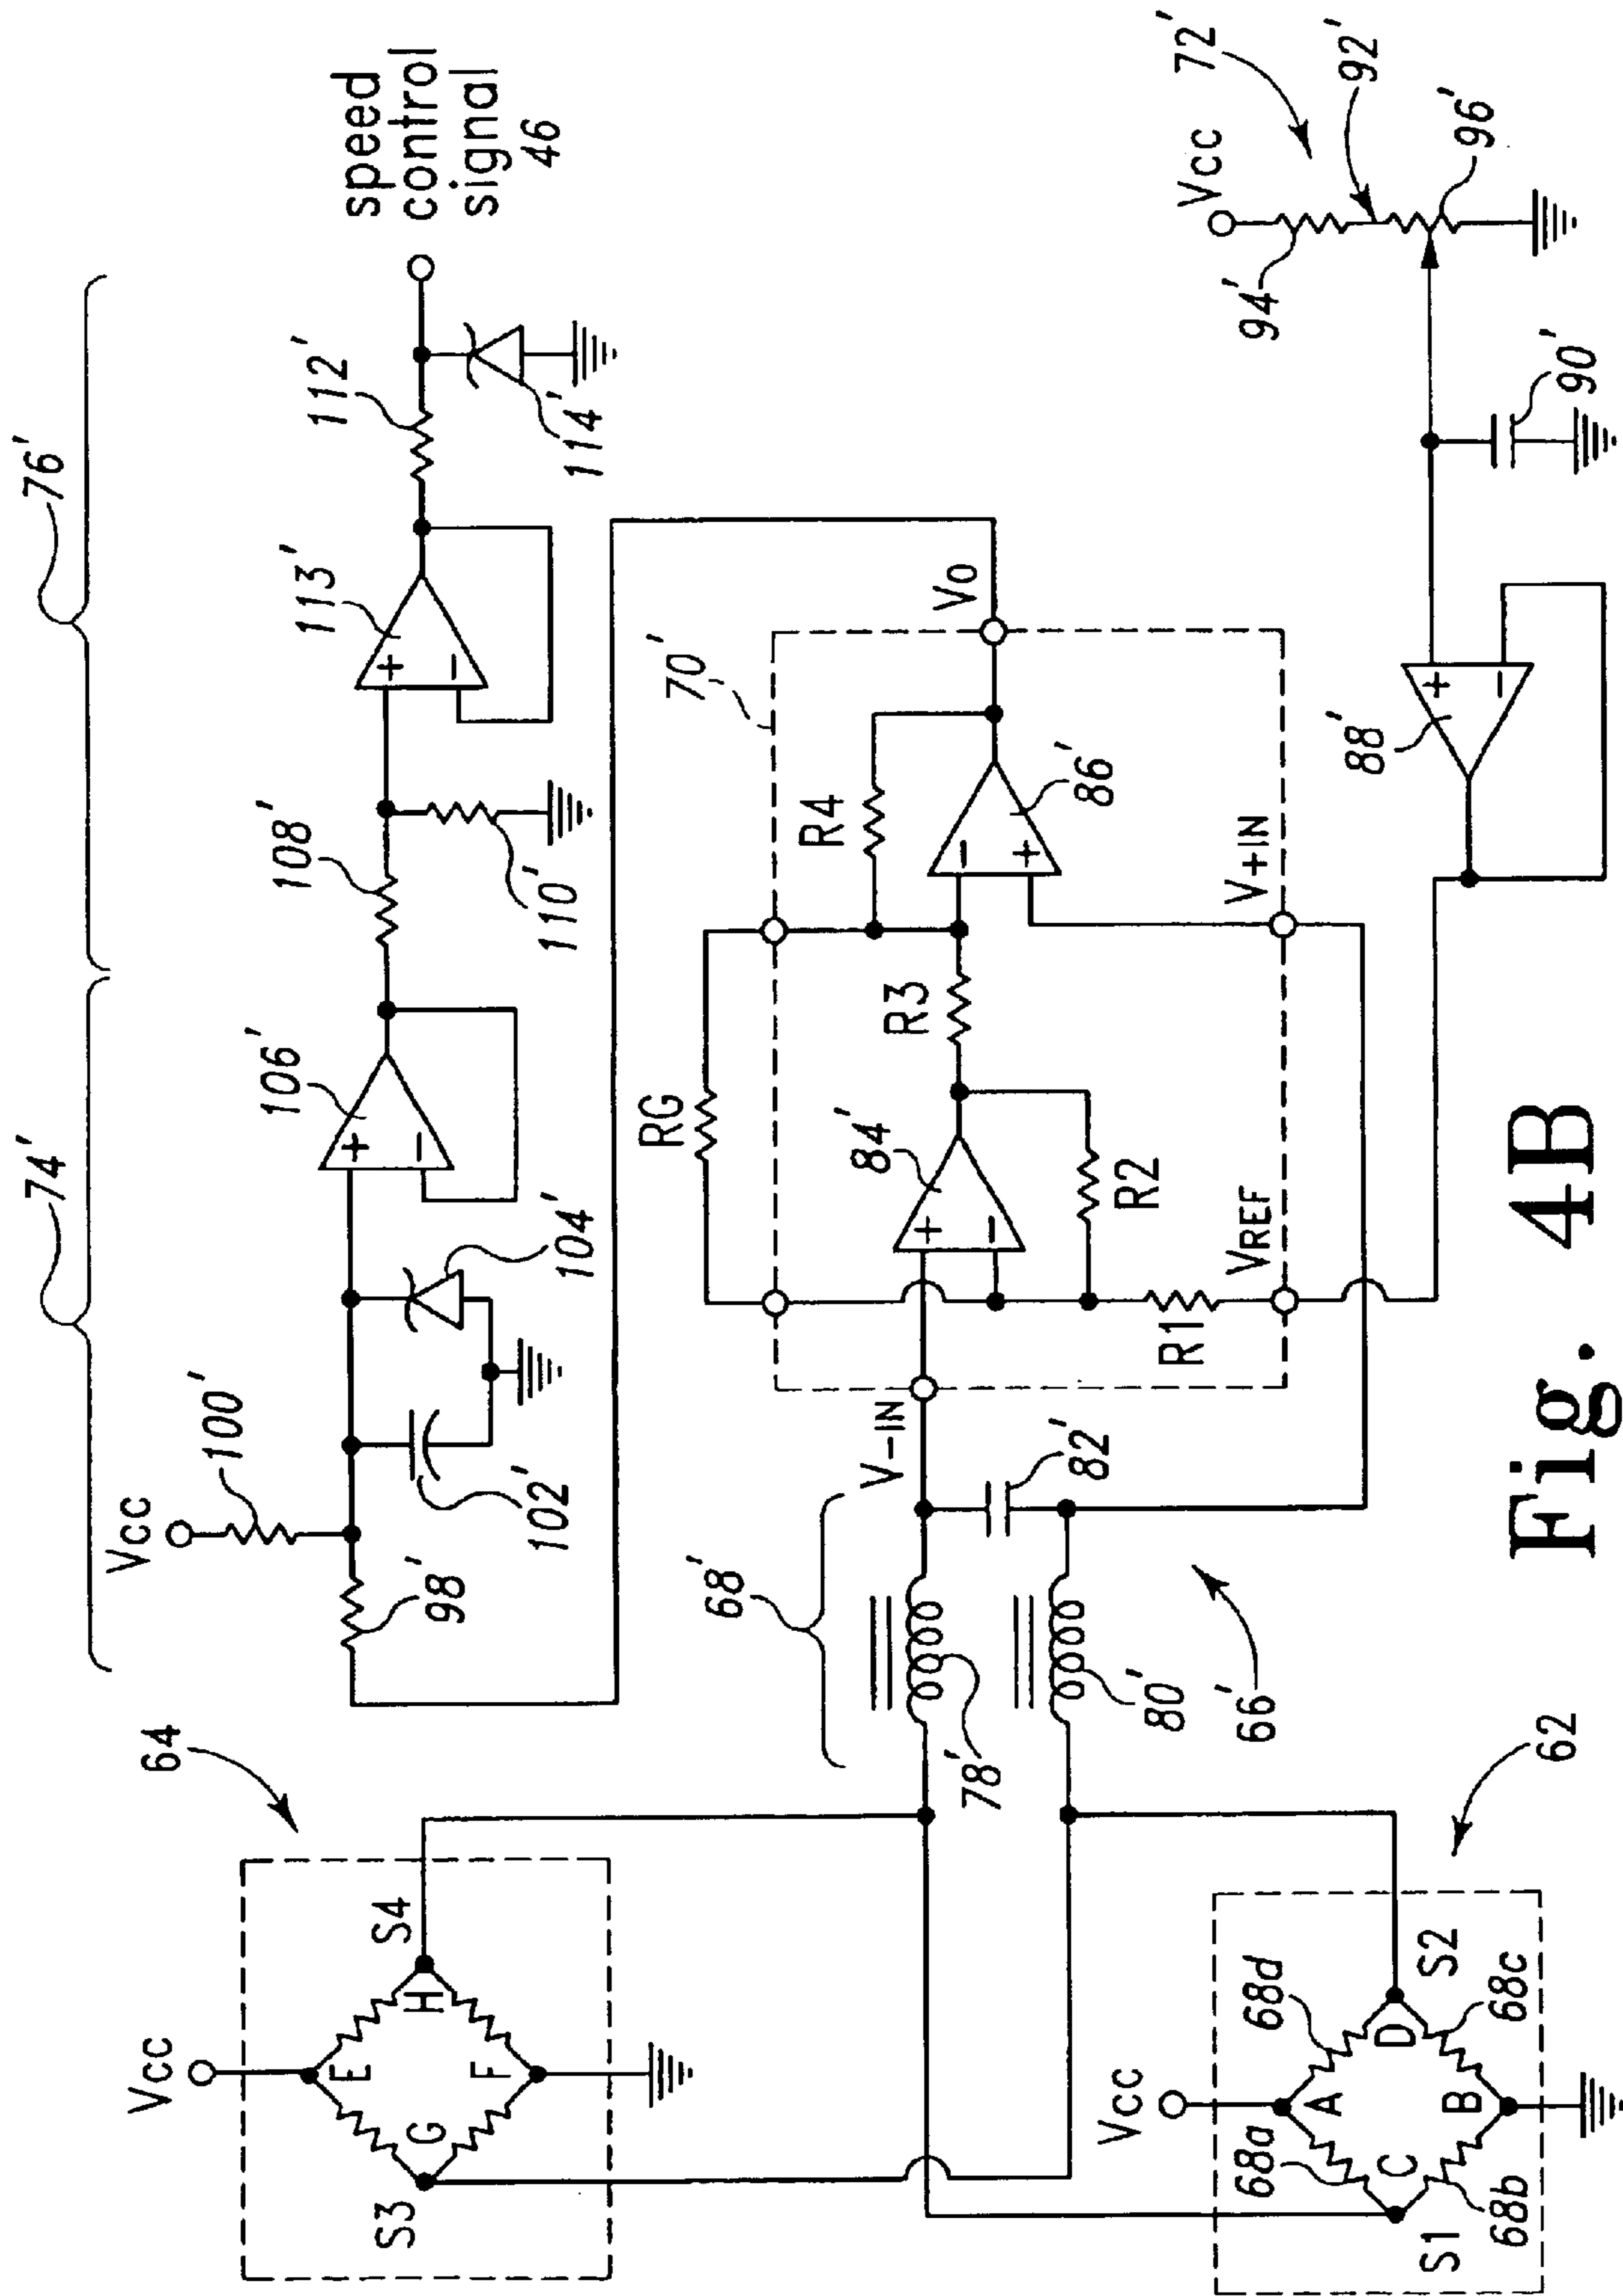 74'
76'
Vcc
100'
98'
102'
104'
106'
108'
110'
113'
112'
114'
speed
control
signal
46
+
−
+
−
64
Vcc
E
G
H
F
S3
S4
68'
78'
80'
66'
82'
V−IN
RG
70'
84'
+
−
R3
R4
R2
R1
VREF
86'
−
+
V+IN
VO
Vcc
72'
94'
92'
96'
90'
88'
+
−
62
Vcc
68a
68d
A
C
D
B
68b
68c
S1
S2
Fig. 4B